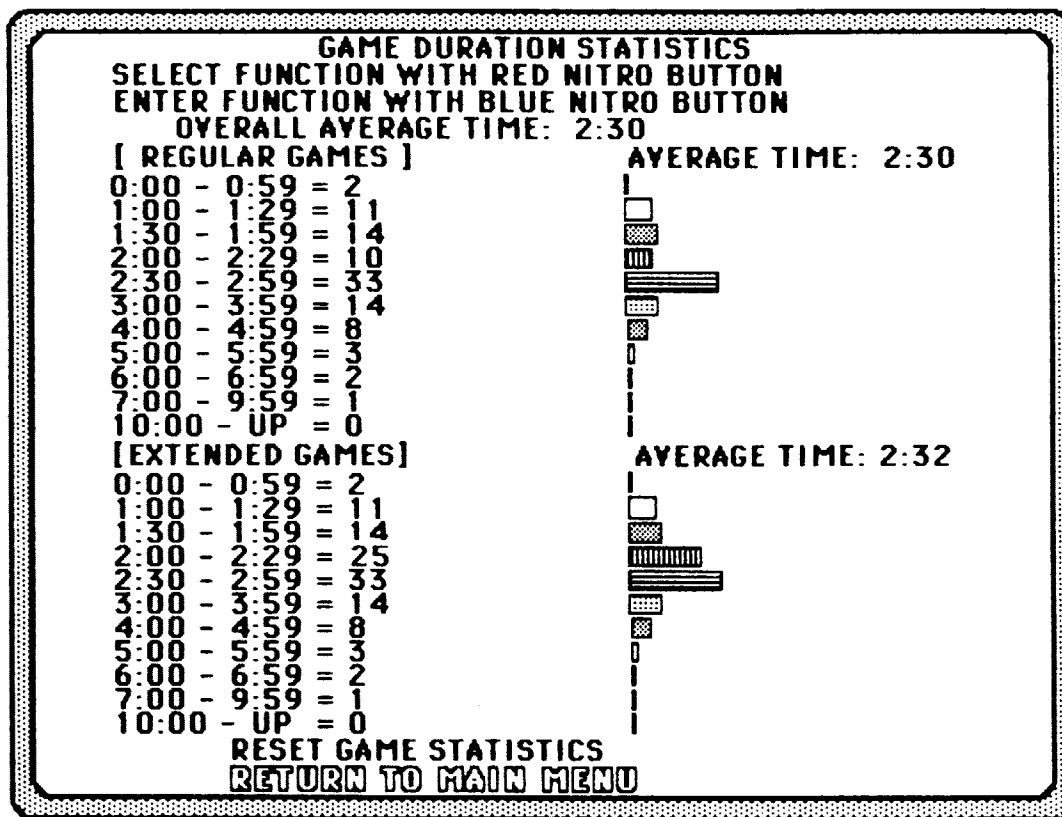 GAME DURATION STATISTICS
SELECT FUNCTION WITH RED NITRO BUTTON
ENTER FUNCTION WITH BLUE NITRO BUTTON
OVERALL AVERAGE TIME: 2:30
[ REGULAR GAMES ] AVERAGE TIME: 2:30
0:00 - 0:59 = 2
1:00 - 1:29 = 11
1:30 - 1:59 = 14
2:00 - 2:29 = 10
2:30 - 2:59 = 33
3:00 - 3:59 = 14
4:00 - 4:59 = 8
5:00 - 5:59 = 3
6:00 - 6:59 = 2
7:00 - 9:59 = 1
10:00 - UP = 0
[EXTENDED GAMES] AVERAGE TIME: 2:32
0:00 - 0:59 = 2
1:00 - 1:29 = 11
1:30 - 1:59 = 14
2:00 - 2:29 = 25
2:30 - 2:59 = 33
3:00 - 3:59 = 14
4:00 - 4:59 = 8
5:00 - 5:59 = 3
6:00 - 6:59 = 2
7:00 - 9:59 = 1
10:00 - UP = 0
RESET GAME STATISTICS
RETURN TO MAIN MENU